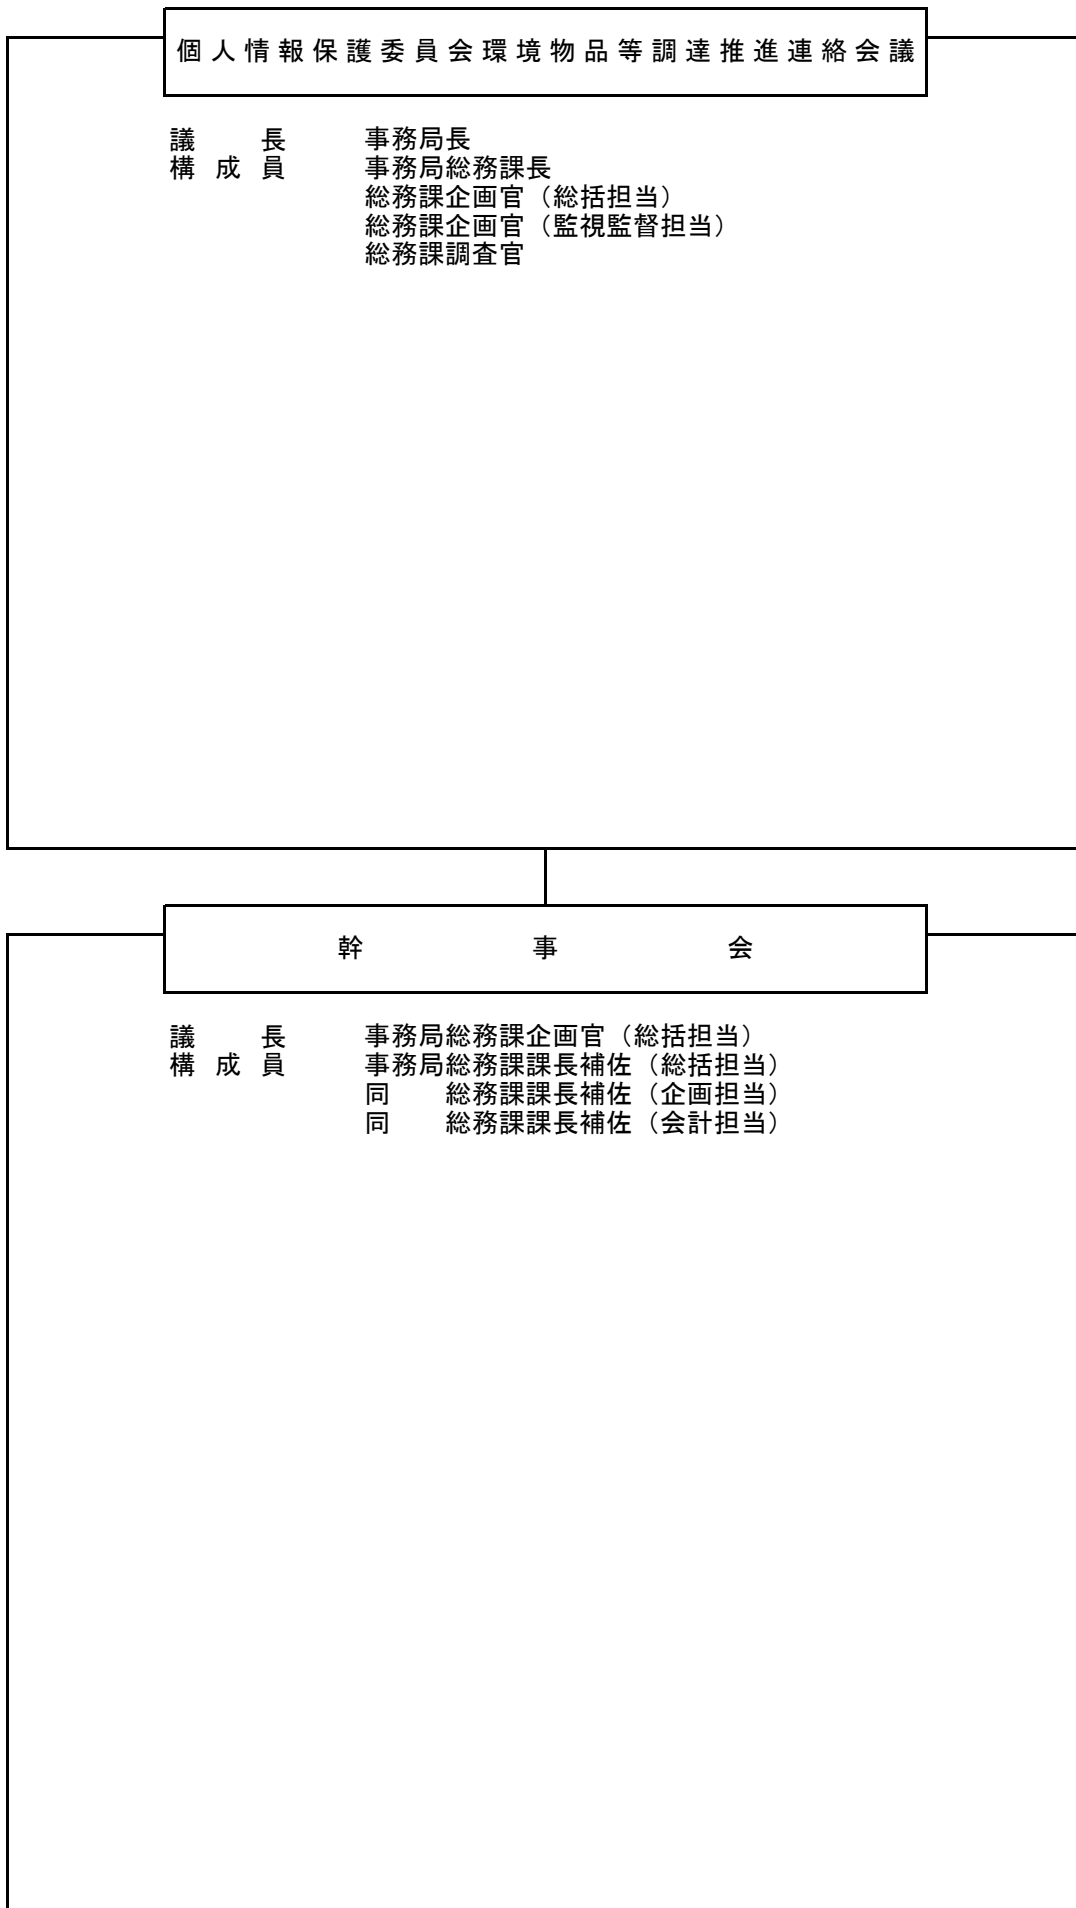 個人情報保護委員会環境物品等調達推進連絡会議
議　　長　　　事務局長
構 成 員　　　事務局総務課長
総務課企画官（総括担当）
総務課企画官（監視監督担当）
総務課調査官
幹　　事　　会
議　　長　　　事務局総務課企画官（総括担当）
構 成 員　　　事務局総務課課長補佐（総括担当）
同　　総務課課長補佐（企画担当）
同　　総務課課長補佐（会計担当）